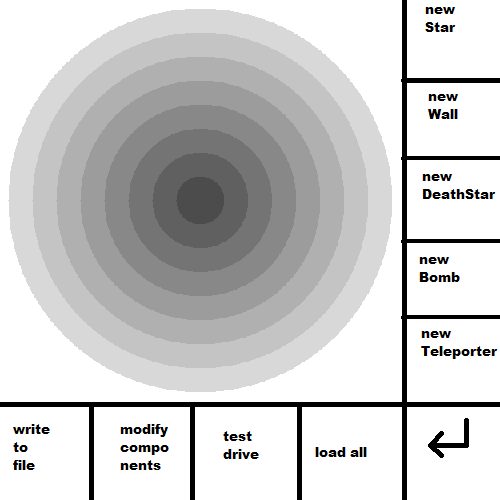 new
Star
new
Wall
new
DeathStar
new
Bomb
new
Teleporter
write
to
file
modify
compo
nents
test
drive
load all